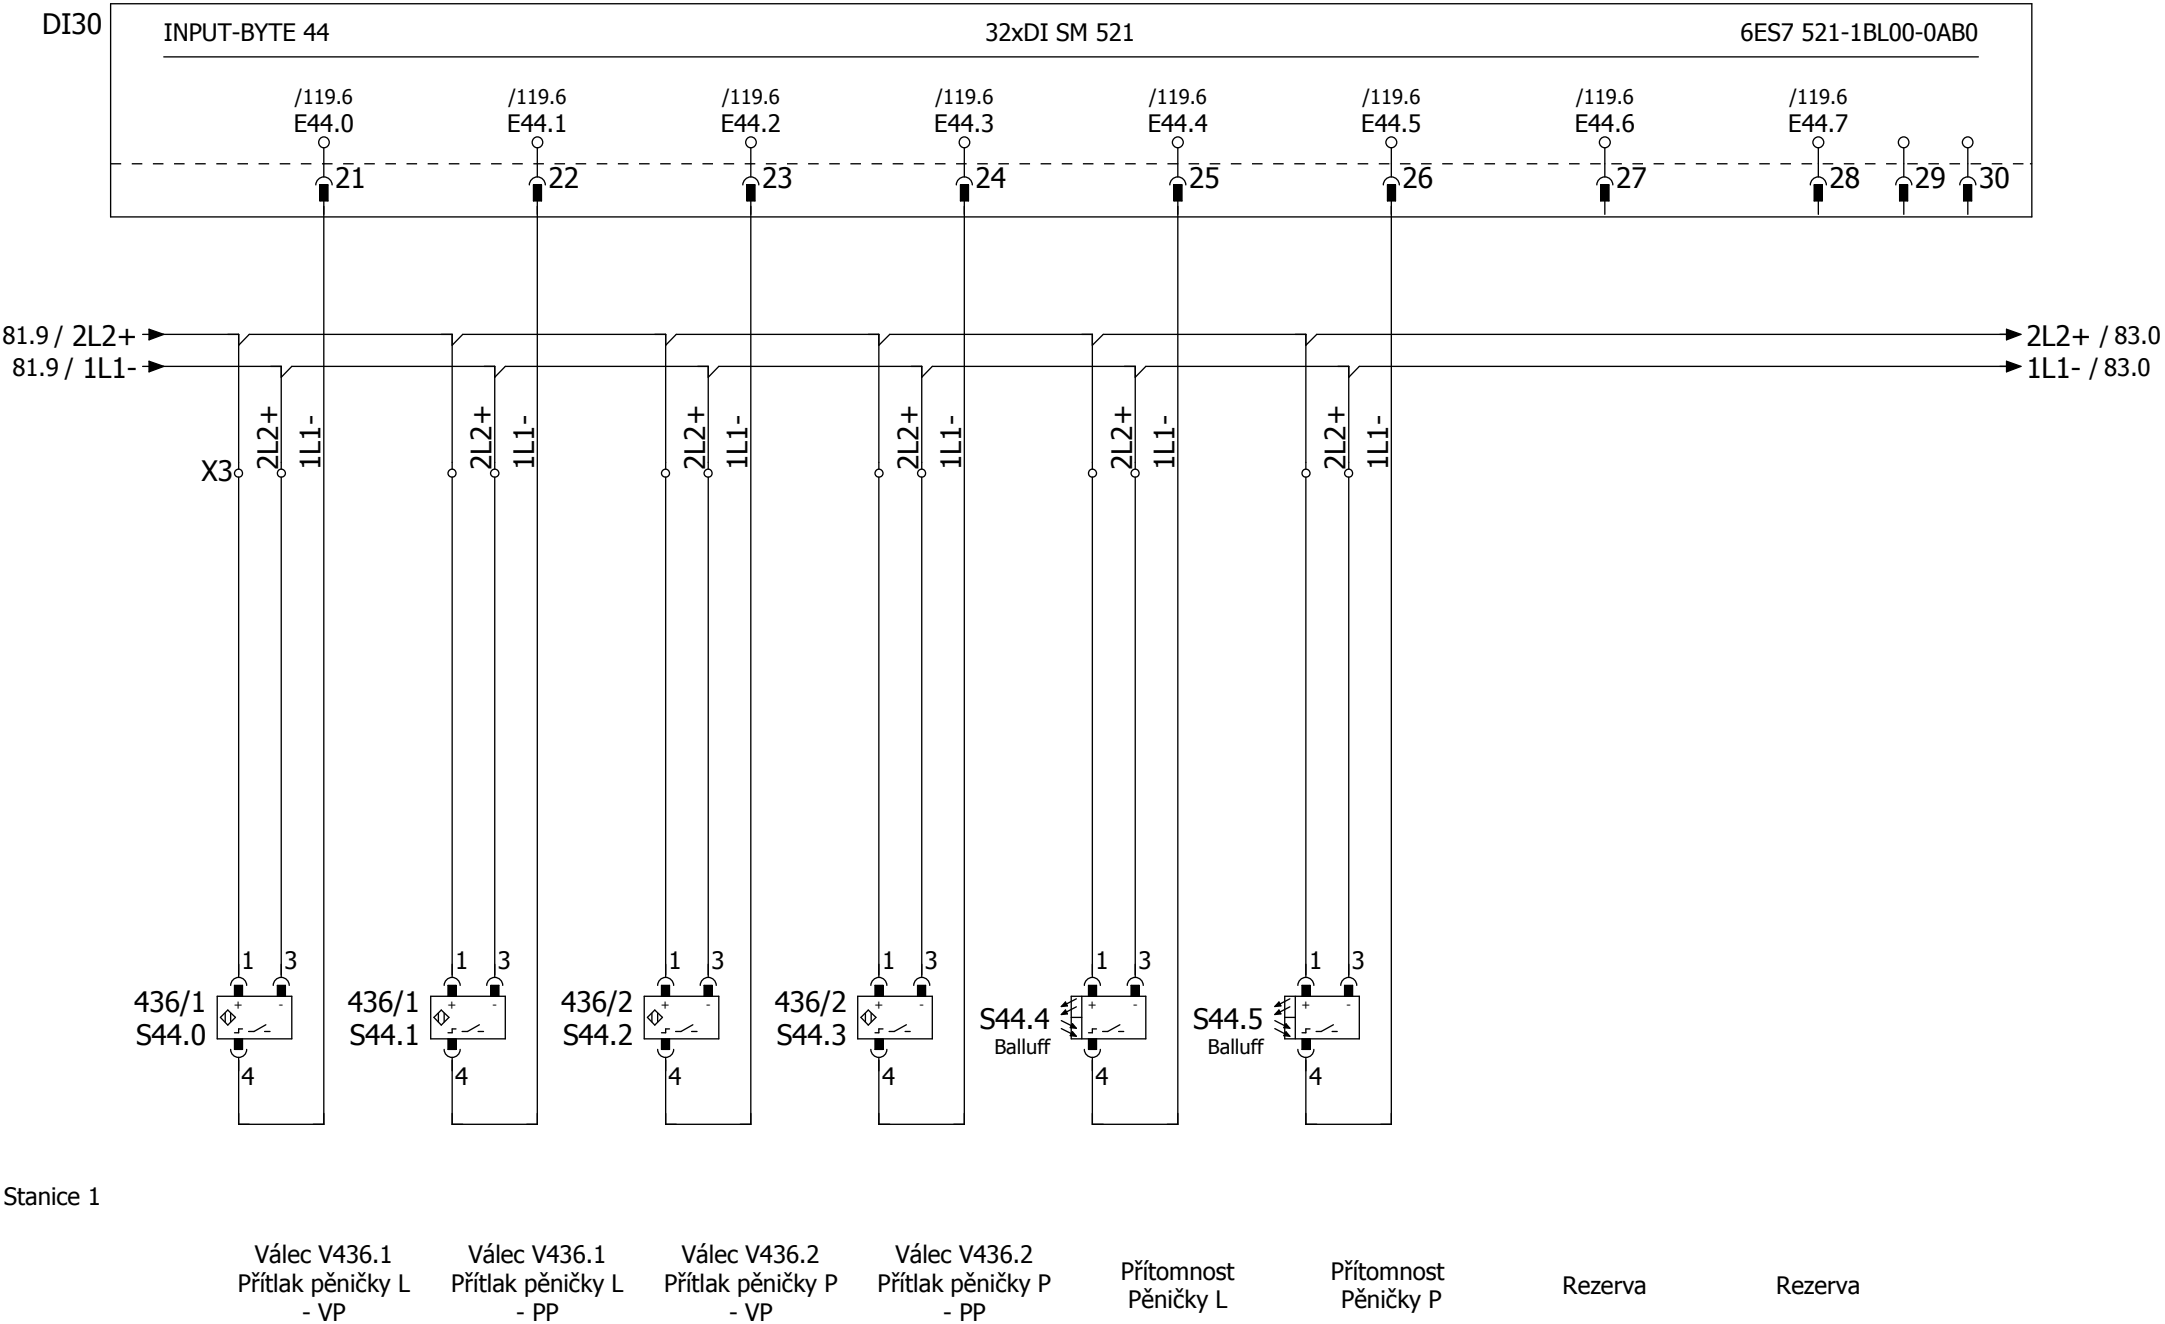 DI30
INPUT-BYTE 44 32xDI SM 521 6ES7 521-1BL00-0AB0
/119.6 /119.6 /119.6 /119.6 /119.6 /119.6 /119.6 /119.6
E44.0 E44.1 E44.2 E44.3 E44.4 E44.5 E44.6 E44.7
21 22 23 24 25 26 27 28 29 30
81.9 / 2L2+ 2L2+ / 83.0
81.9 / 1L1- 1L1- / 83.0
2L2+ 1L1- 2L2+ 1L1- 2L2+ 1L1- 2L2+ 1L1- 2L2+ 1L1- 2L2+ 1L1-
X3
1 3 1 3 1 3 1 3 1 3 1 3
436/1 + - 436/1 + - 436/2 + - 436/2 + - + - + -
S44.0 S44.1 S44.2 S44.3 S44.4 S44.5
Balluff Balluff
4 4 4 4 4 4
Stanice 1
Válec V436.1
Přítlak pěničky L
- VP
Válec V436.1
Přítlak pěničky L
- PP
Válec V436.2
Přítlak pěničky P
- VP
Válec V436.2
Přítlak pěničky P
- PP
Přítomnost
Pěničky L
Přítomnost
Pěničky P
Rezerva
Rezerva